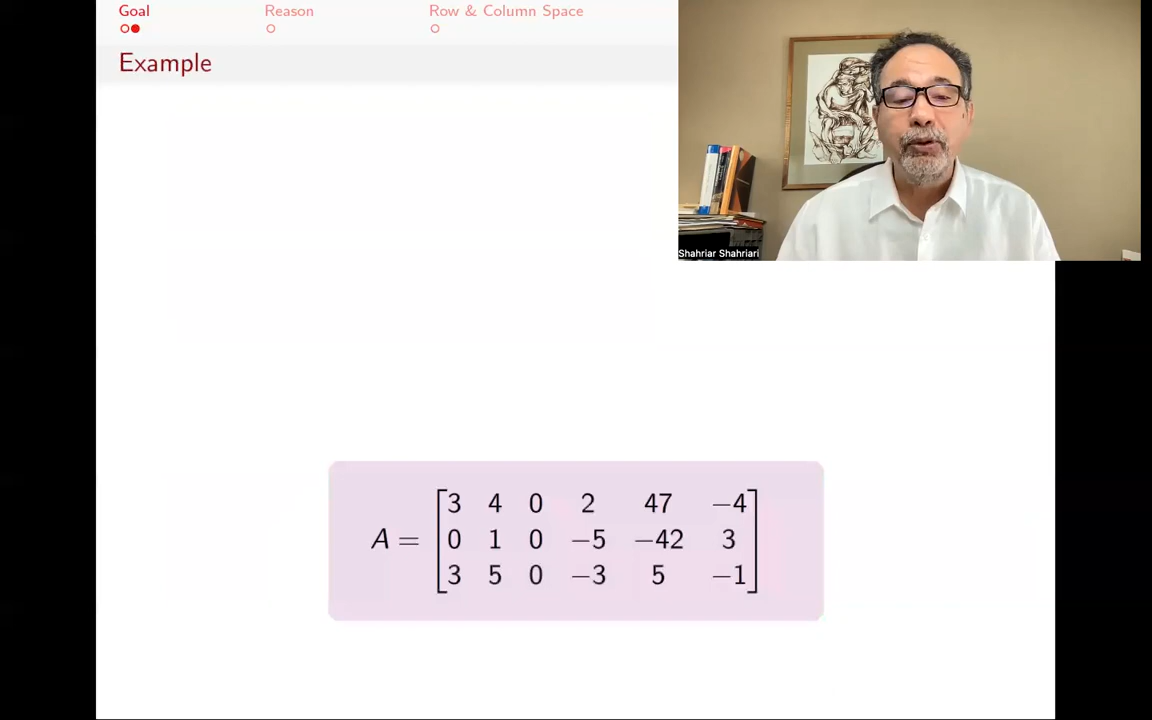 Goal
Reason
Row & Column Space
Example
Shahriar Shahriari
A = [3 4 0 2 47 −4
0 1 0 −5 −42 3
3 5 0 −3 5 −1]